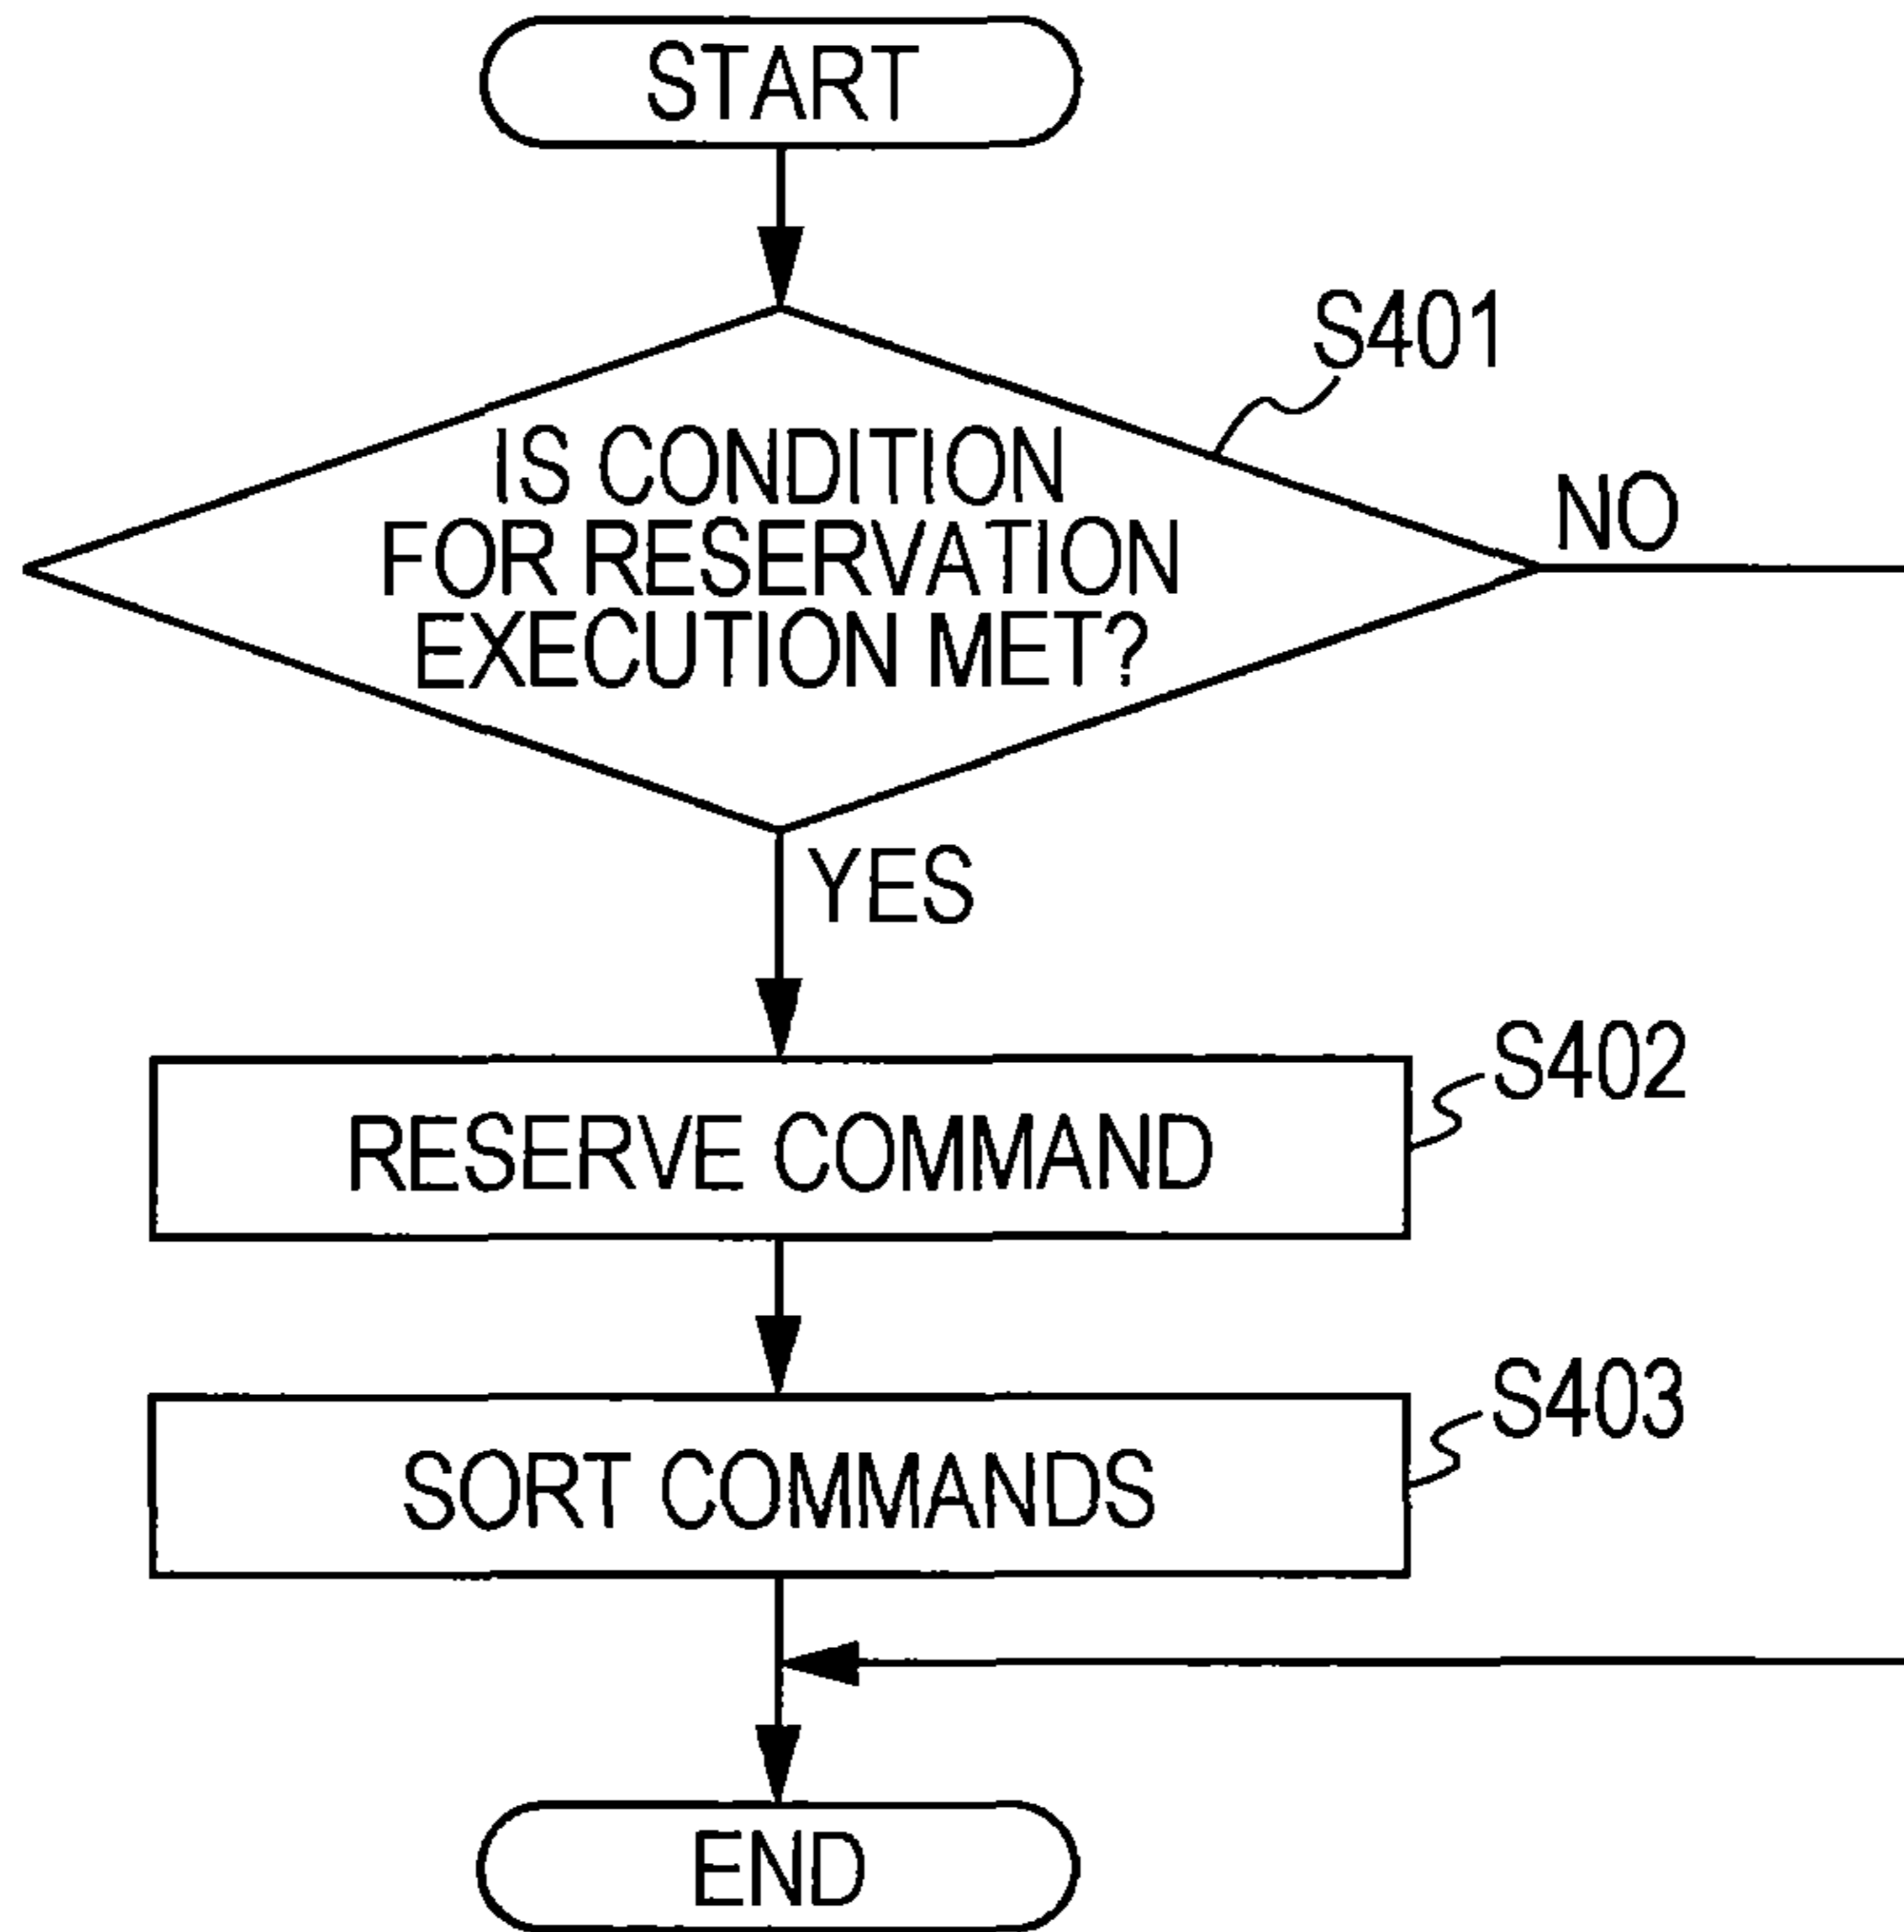 START
S401
IS CONDITION
FOR RESERVATION
EXECUTION MET?
NO
YES
S402
RESERVE COMMAND
S403
SORT COMMANDS
END